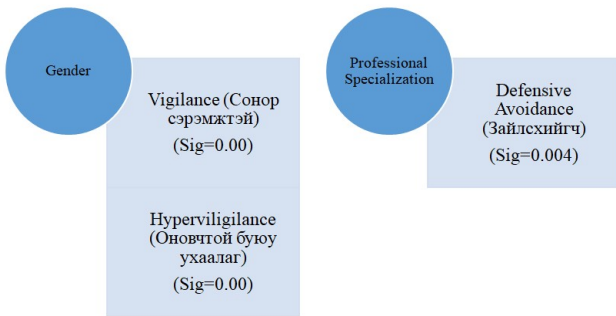 Gender
Vigilance (Сонор
сэрэмжтэй)
(Sig=0.00)
Hyperviligilance
(Оновчтой буюу
ухаалаг)
(Sig=0.00)
Professional
Specialization
Defensive
Avoidance
(Зайлсхийгч)
(Sig=0.004)